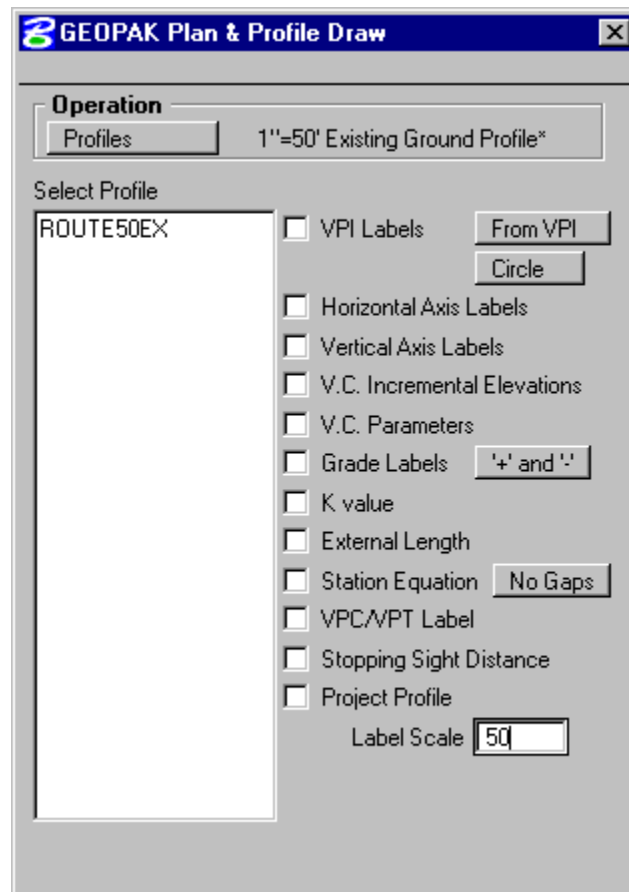 GEOPAK Plan & Profile Draw
Operation
Profiles 1"=50' Existing Ground Profile*
Select Profile
ROUTE50EX
VPI Labels From VPI
Circle
Horizontal Axis Labels
Vertical Axis Labels
V.C. Incremental Elevations
V.C. Parameters
Grade Labels '+' and '-'
K value
External Length
Station Equation No Gaps
VPC/VPT Label
Stopping Sight Distance
Project Profile
Label Scale 50